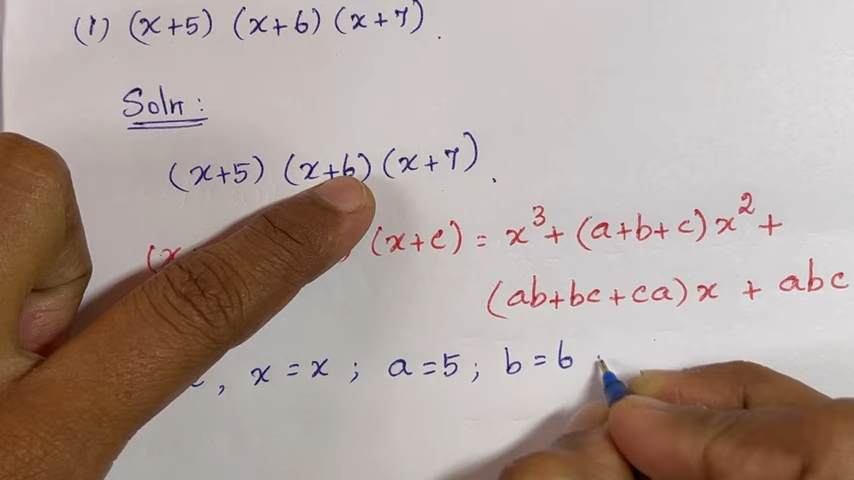 (1) (x+5) (x+6) (x+7).
Soln:
(x+5) (x+6) (x+7).
(x+c) = x³ + (a+b+c)x² +
(ab+bc+ca)x + abc
, x = x ; a = 5 ; b = 6